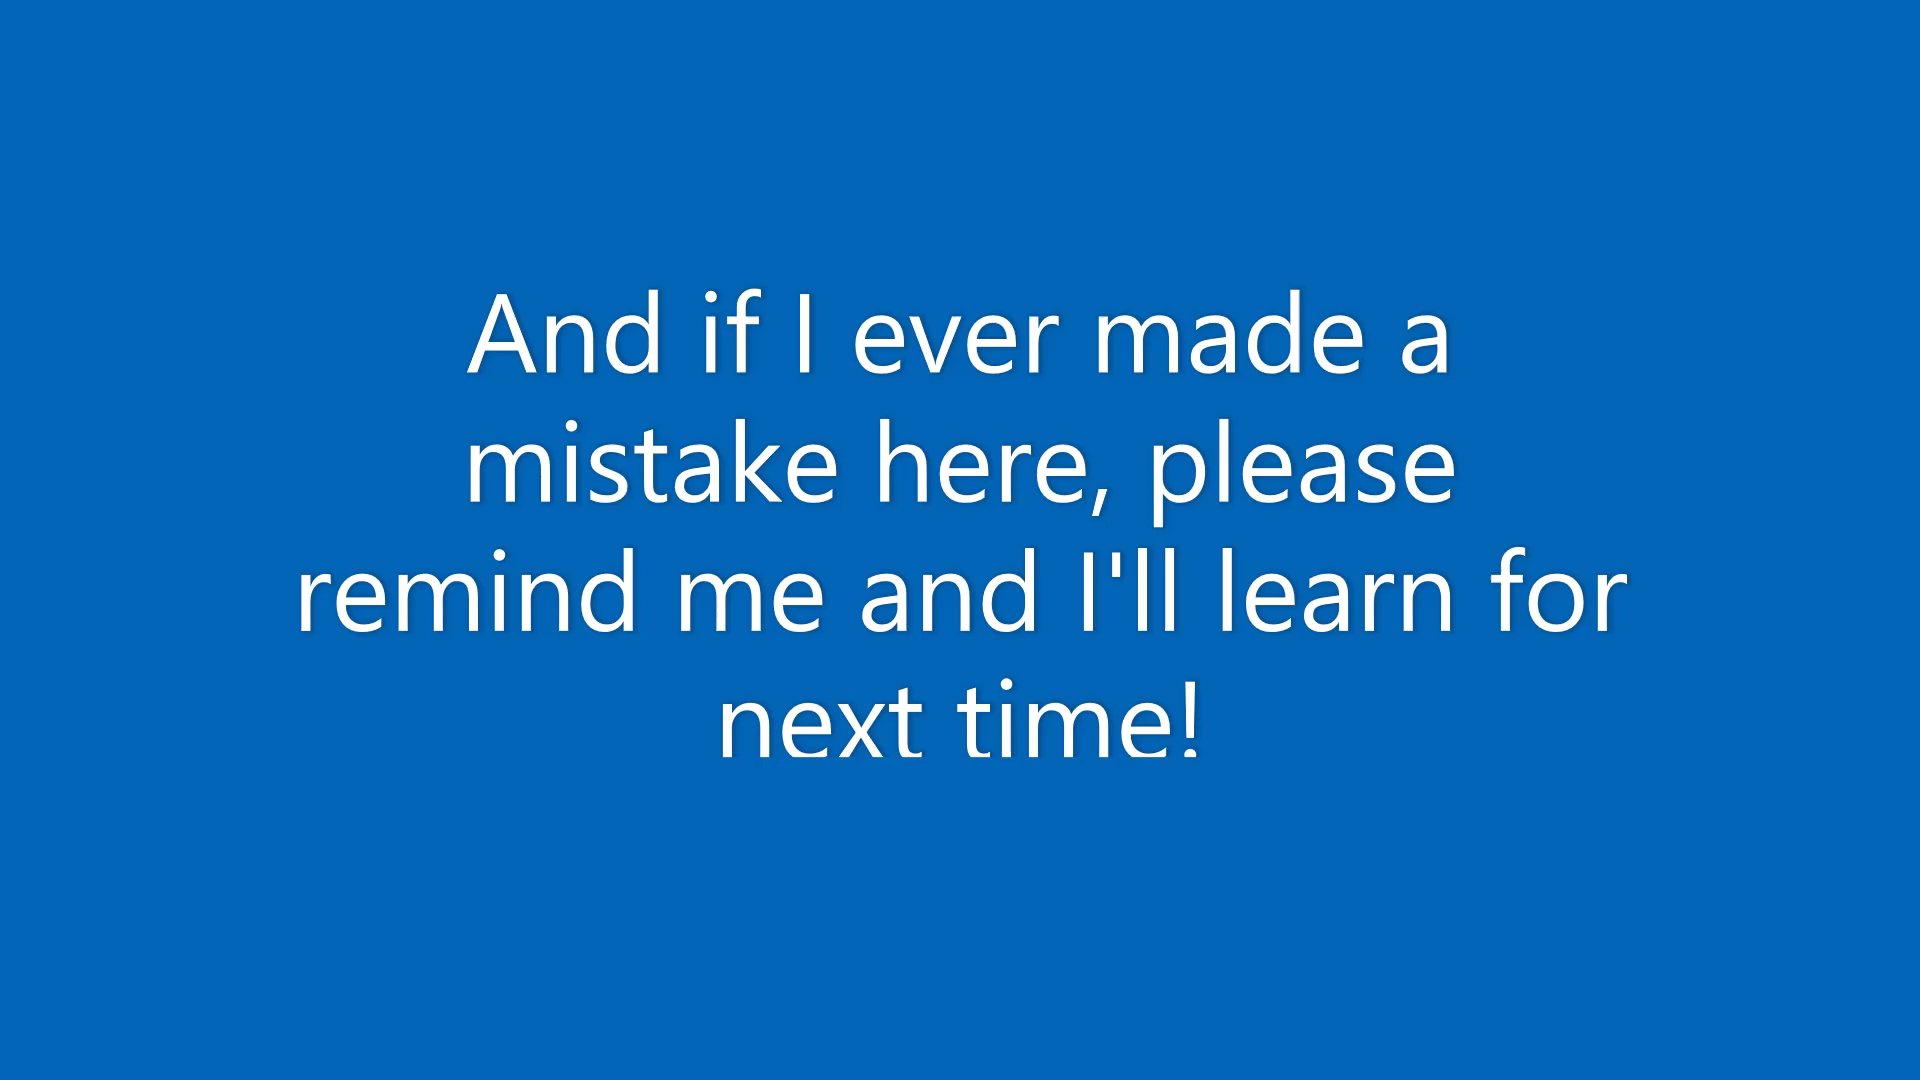 And if I ever made a
mistake here, please
remind me and I'll learn for
next time!